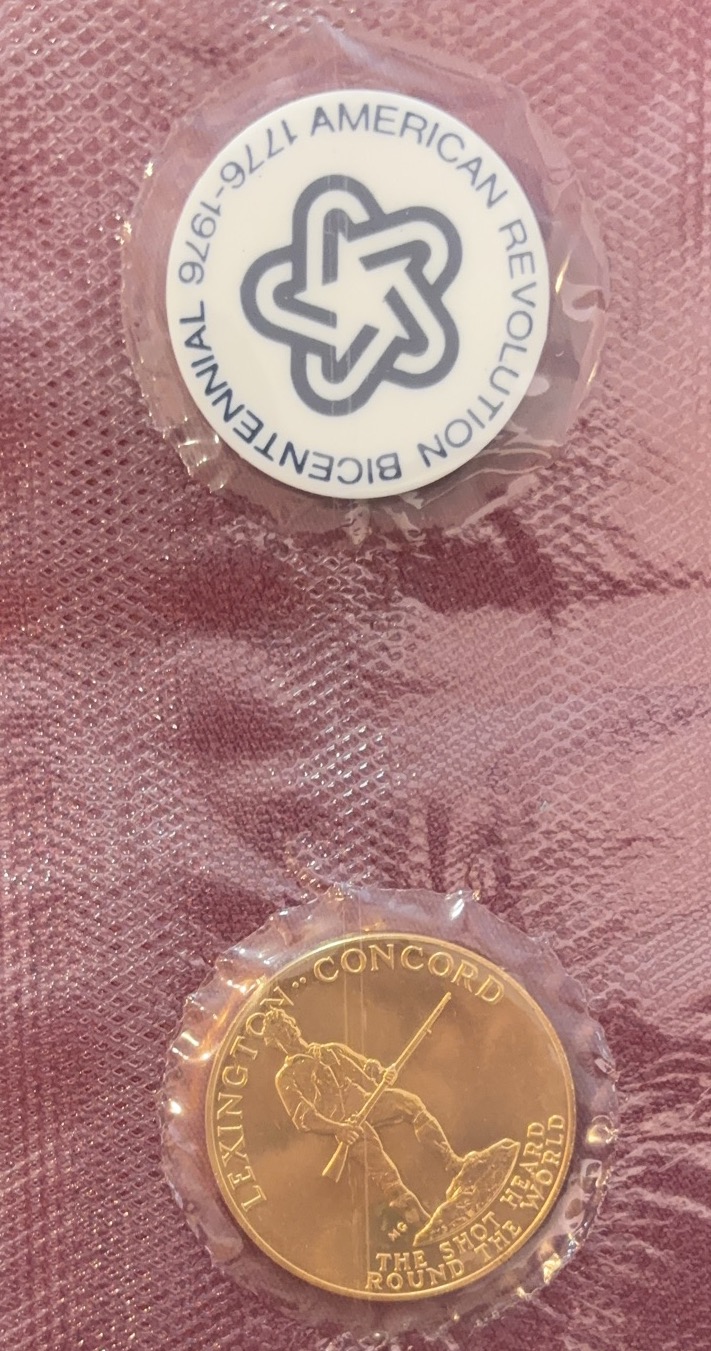 AMERICAN REVOLUTION BICENTENNIAL 1776-1976
LEXINGTON·· CONCORD
MG
THE SHOT HEARD
ROUND THE WORLD